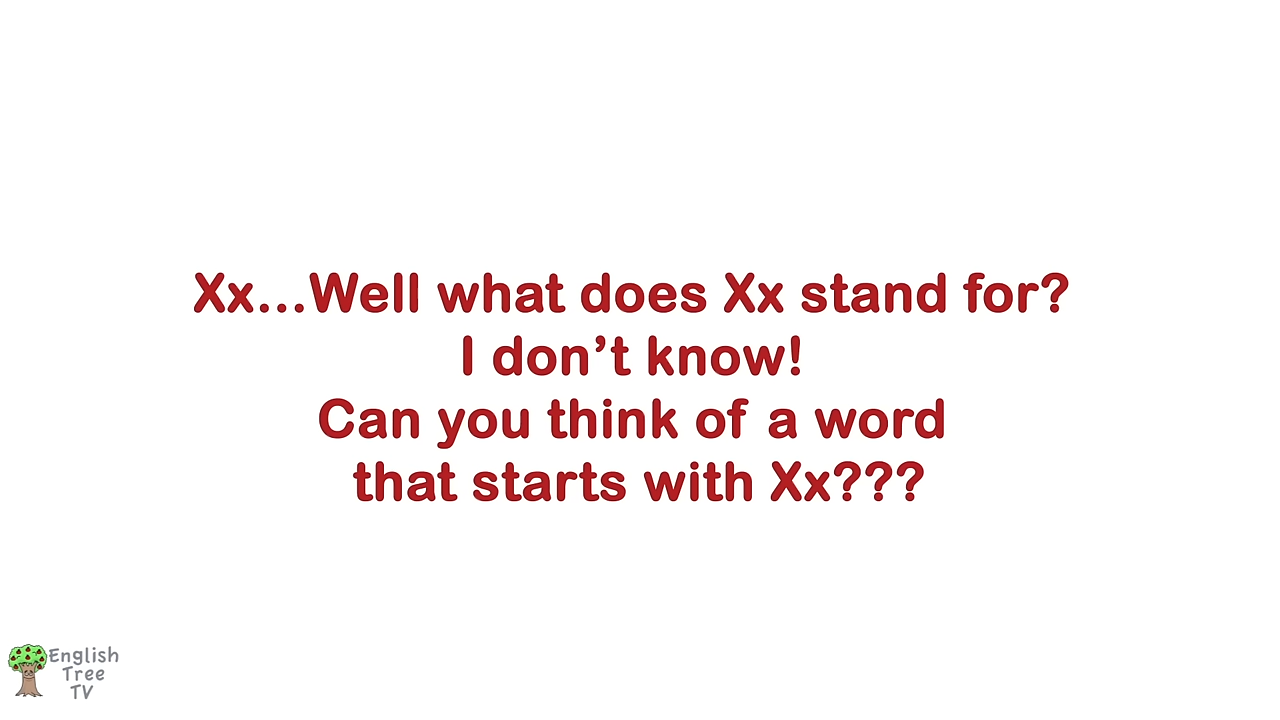 Xx...Well what does Xx stand for?
I don’t know!
Can you think of a word
that starts with Xx???
English
Tree
TV